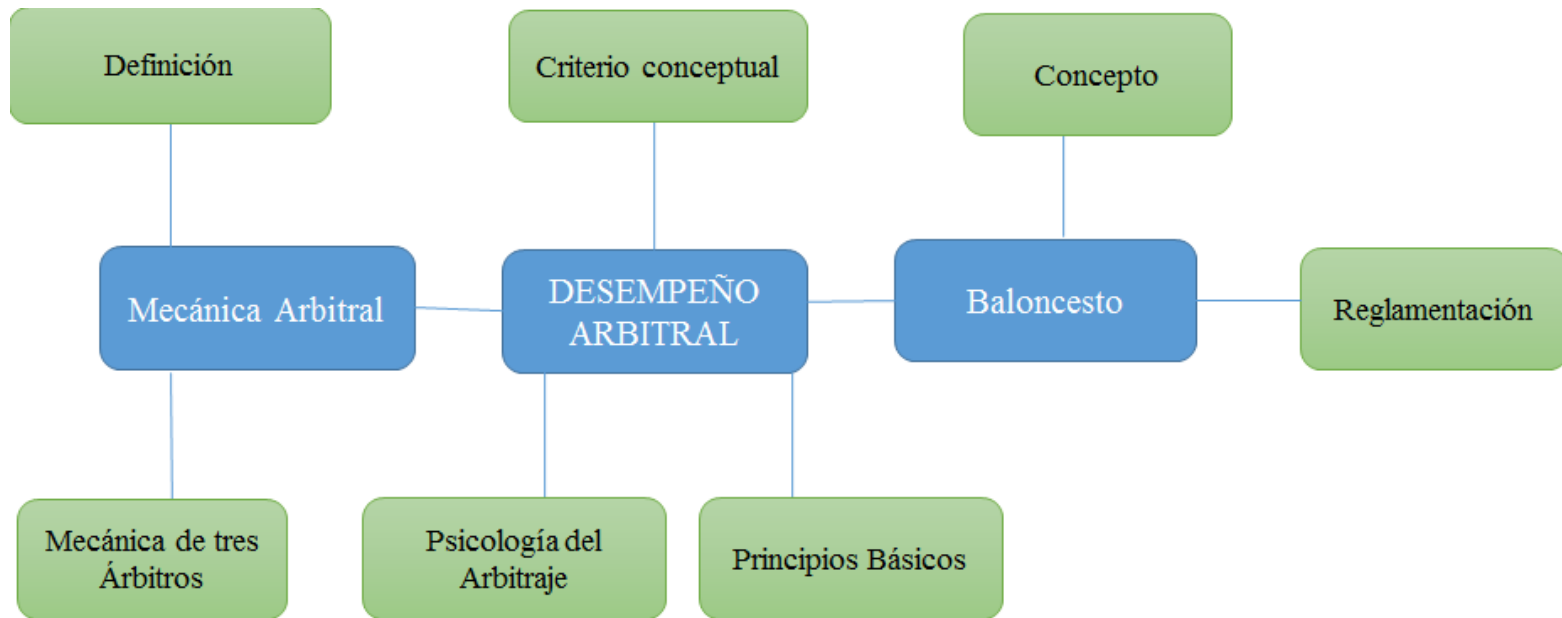 Definición
Criterio conceptual
Concepto
Mecánica Arbitral
DESEMPEÑO
ARBITRAL
Baloncesto
Reglamentación
Mecánica de tres
Árbitros
Psicología del
Arbitraje
Principios Básicos